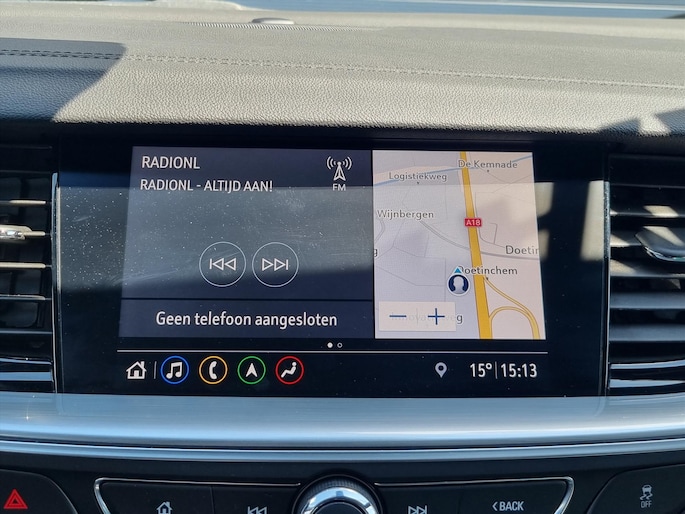 RADIONL
RADIONL - ALTIJD AAN!
FM
Geen telefoon aangesloten
De Kemnade
Logistiekweg
Wijnbergen
A18
Doetin
Doetinchem
15° 15:13
BACK
OFF